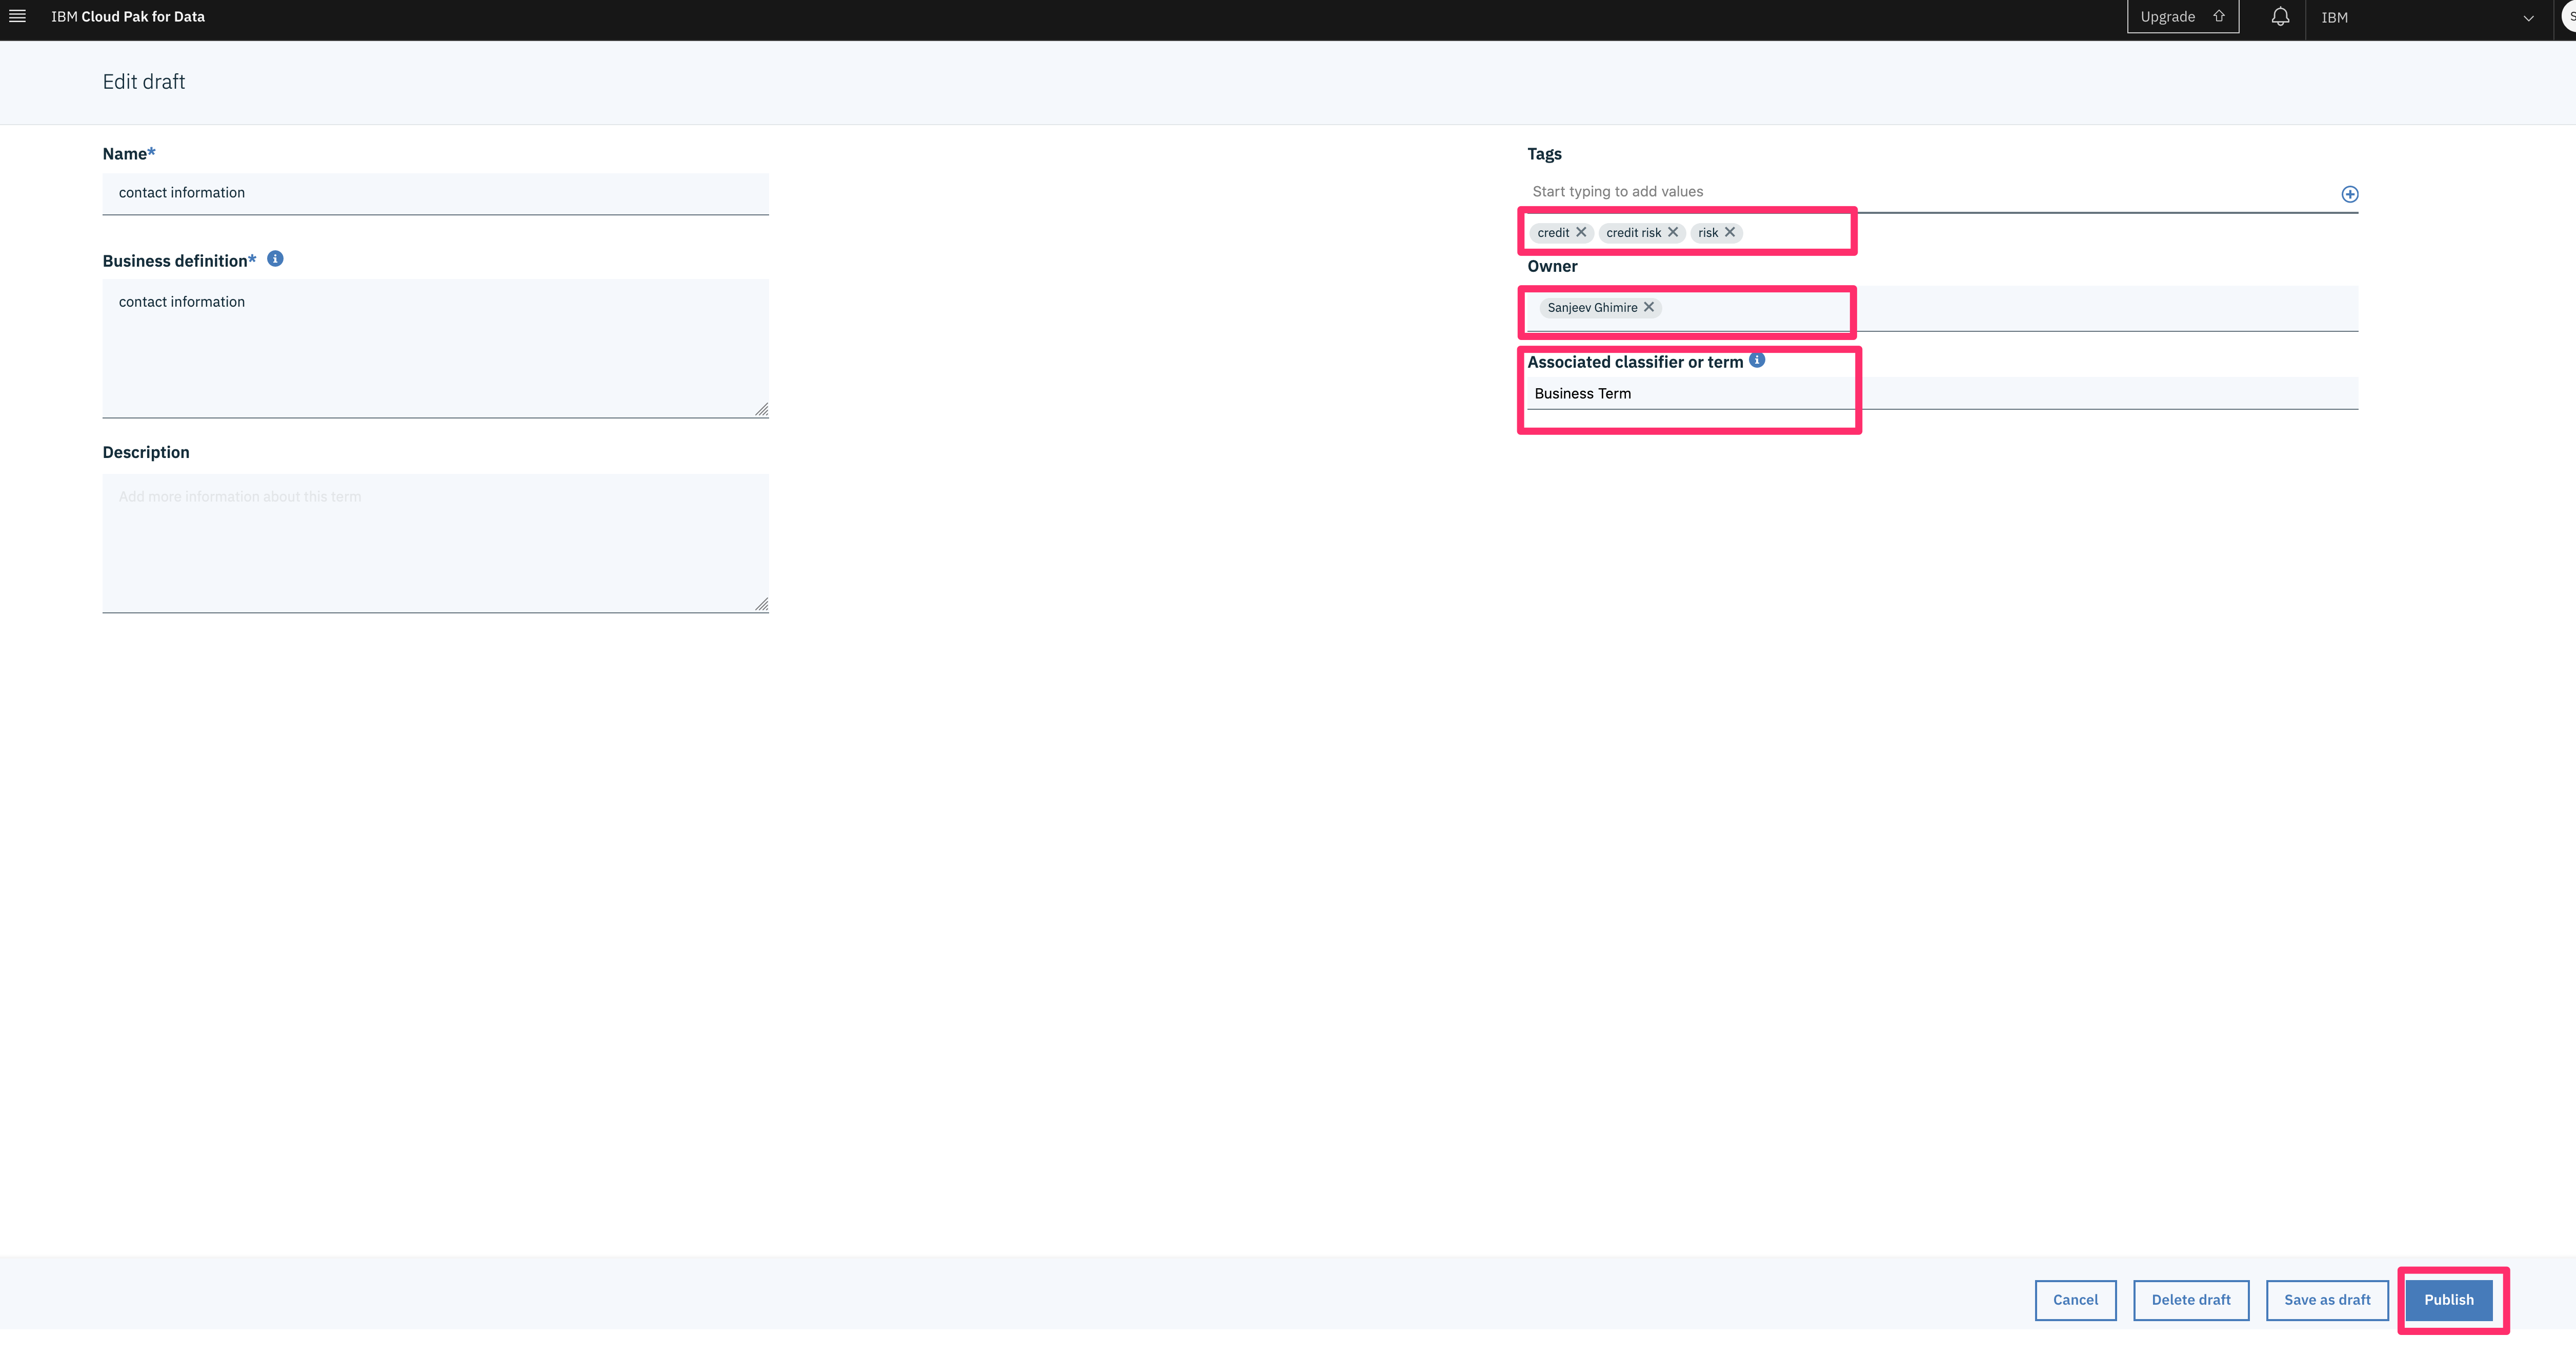 IBM Cloud Pak for Data
Upgrade
IBM
S
Edit draft
Name*
contact information
Business definition*
contact information
Description
Add more information about this term
Tags
Start typing to add values
credit
credit risk
risk
Owner
Sanjeev Ghimire
Associated classifier or term
Business Term
Cancel
Delete draft
Save as draft
Publish